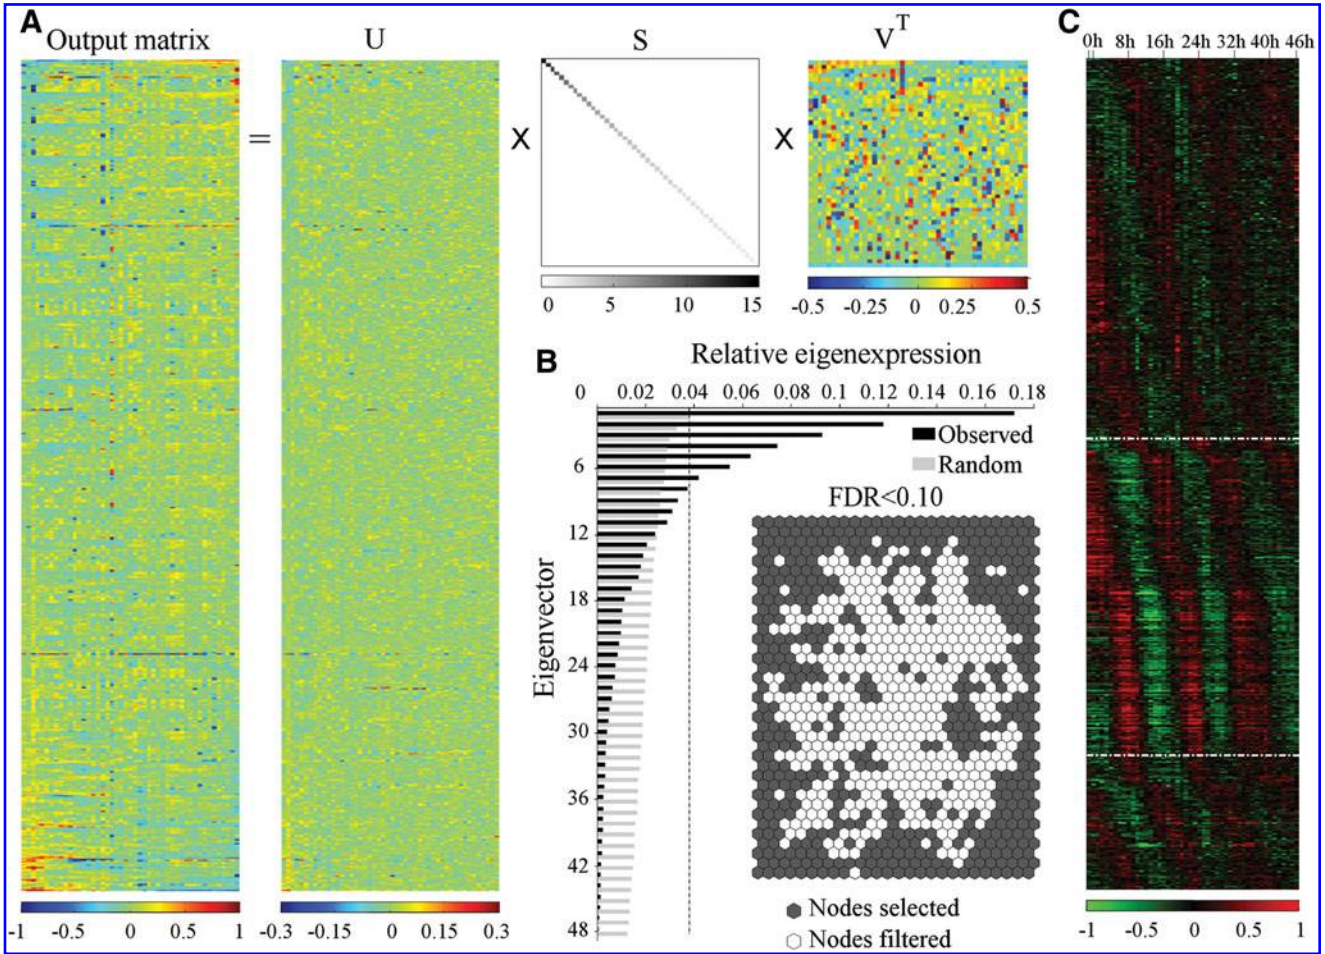 A
Output matrix
=
U
X
S
X
V^T
C
0h 8h 16h 24h 32h 40h 46h
0 5 10 15
-0.5 -0.25 0 0.25 0.5
B
Relative eigenexpression
0 0.02 0.04 0.06 0.08 0.1 0.12 0.14 0.16 0.18
Observed
Random
Eigenvector
6
12
18
24
30
36
42
48
FDR<0.10
Nodes selected
Nodes filtered
-1 -0.5 0 0.5 1
-0.3 -0.15 0 0.15 0.3
-1 -0.5 0 0.5 1